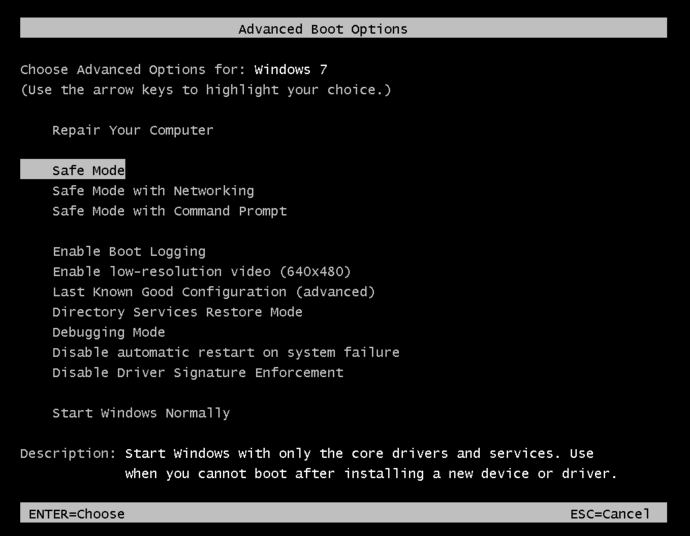 Advanced Boot Options
Choose Advanced Options for: Windows 7
(Use the arrow keys to highlight your choice.)
Repair Your Computer
Safe Mode
Safe Mode with Networking
Safe Mode with Command Prompt
Enable Boot Logging
Enable low-resolution video (640x480)
Last Known Good Configuration (advanced)
Directory Services Restore Mode
Debugging Mode
Disable automatic restart on system failure
Disable Driver Signature Enforcement
Start Windows Normally
Description: Start Windows with only the core drivers and services. Use
when you cannot boot after installing a new device or driver.
ENTER=Choose ESC=Cancel